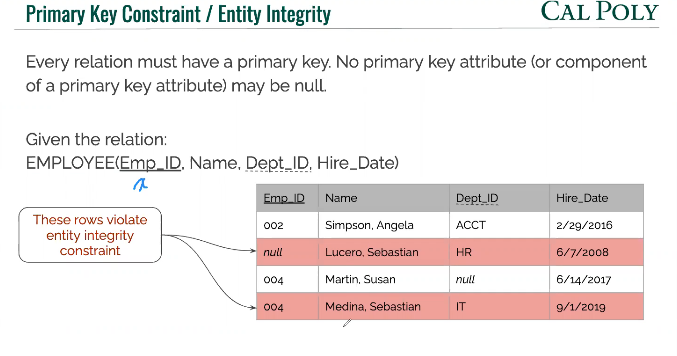 Primary Key Constraint / Entity Integrity
CAL POLY
Every relation must have a primary key. No primary key attribute (or component
of a primary key attribute) may be null.
Given the relation:
EMPLOYEE(Emp_ID, Name, Dept_ID, Hire_Date)
These rows violate
entity integrity
constraint
Emp_ID Name Dept_ID Hire_Date
002 Simpson, Angela ACCT 2/29/2016
null Lucero, Sebastian HR 6/7/2008
004 Martin, Susan null 6/14/2017
004 Medina, Sebastian IT 9/1/2019